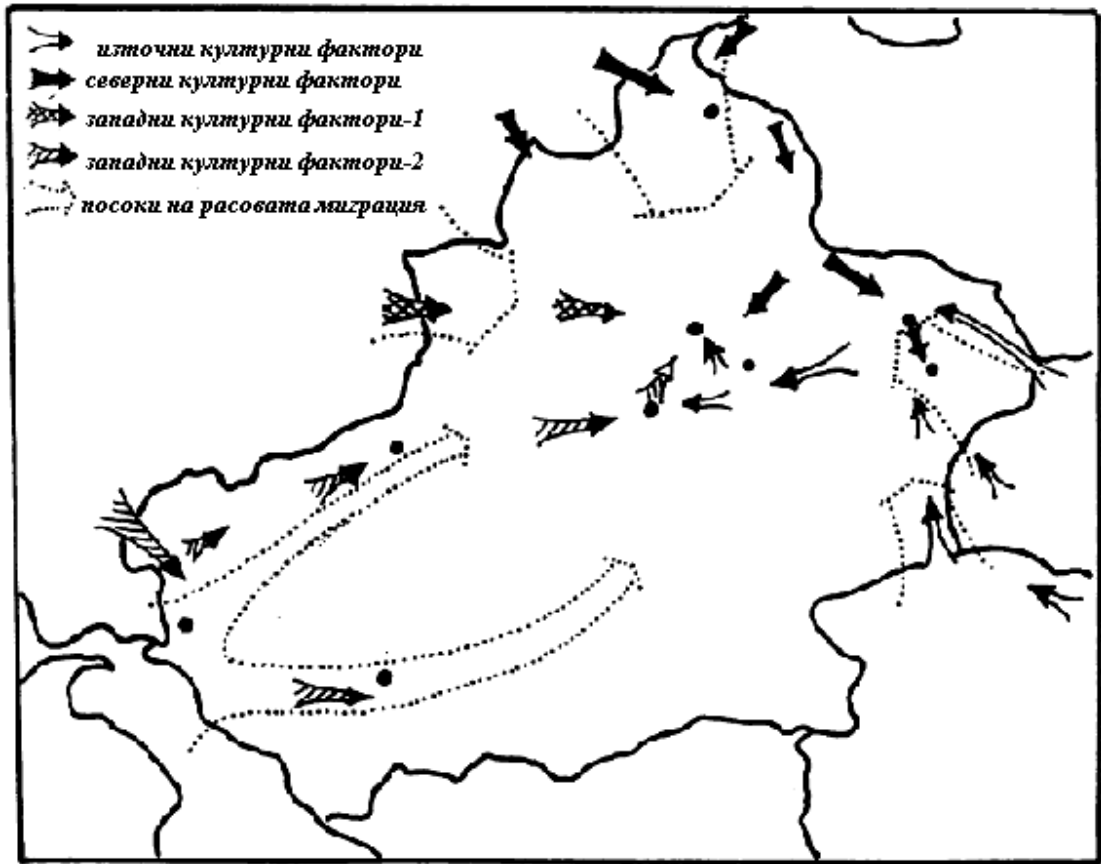 източни културни фактори
северни културни фактори
западни културни фактори-1
западни културни фактори-2
посоки на расовата миграция